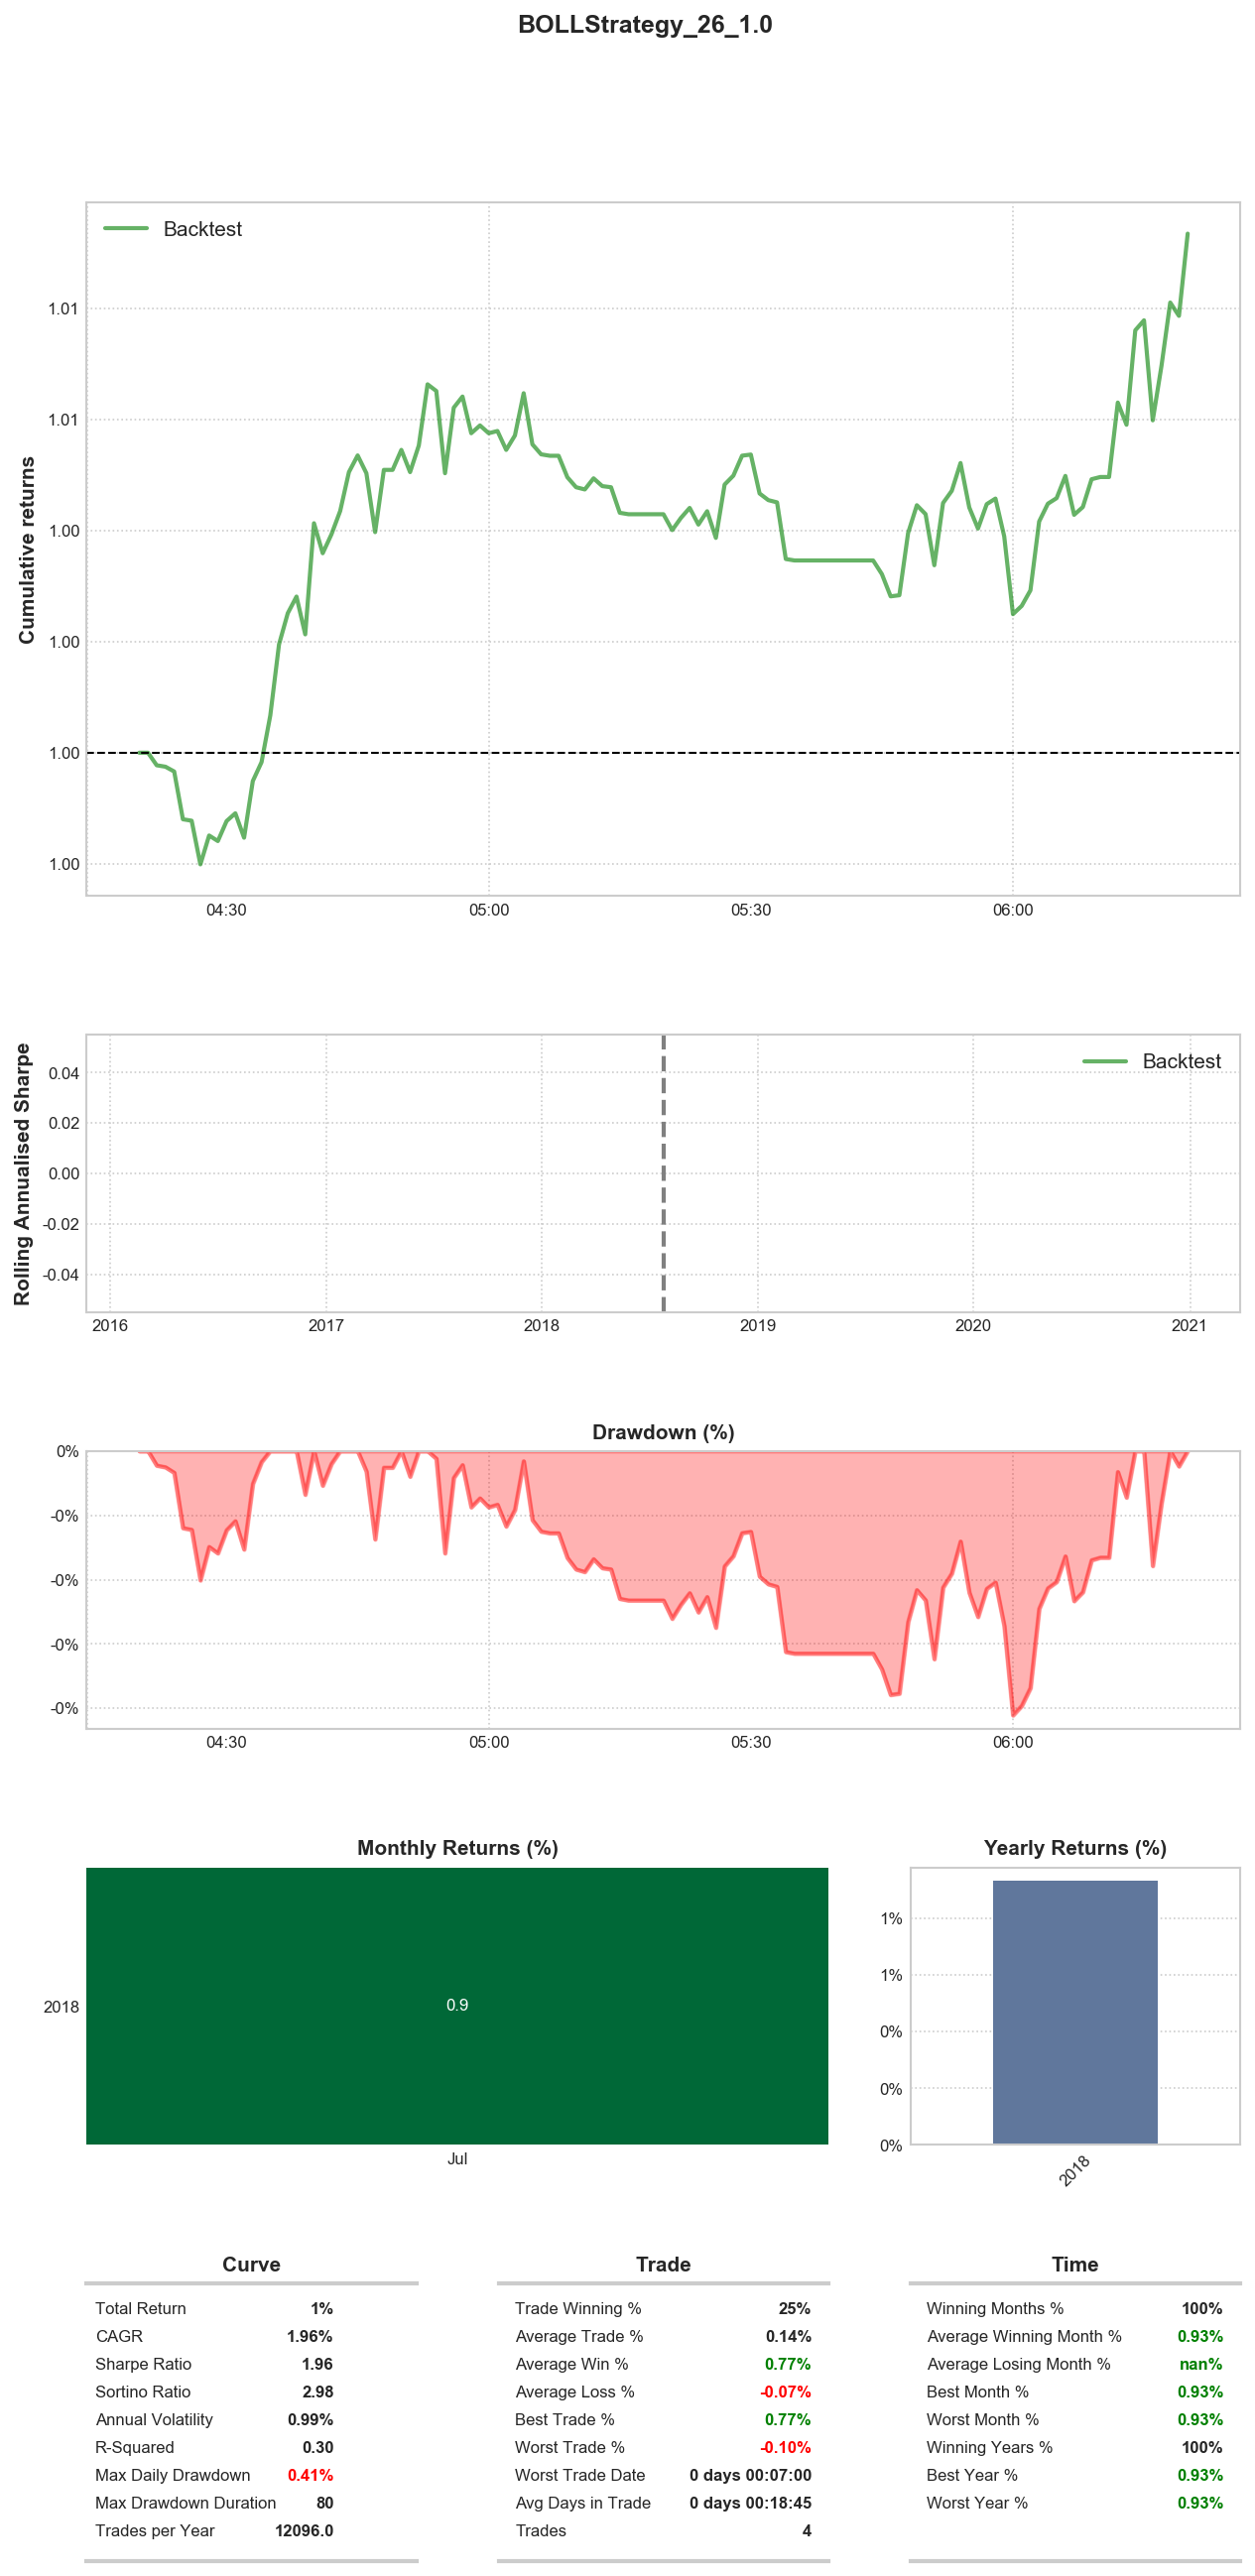 BOLLStrategy_26_1.0
Backtest
Cumulative returns
1.01
1.01
1.00
1.00
1.00
1.00
04:30 05:00 05:30 06:00
Backtest
Rolling Annualised Sharpe
0.04
0.02
0.00
-0.02
-0.04
2016 2017 2018 2019 2020 2021
Drawdown (%)
0%
-0%
-0%
-0%
-0%
04:30 05:00 05:30 06:00
Monthly Returns (%)
2018
0.9
Jul
Yearly Returns (%)
1%
1%
0%
0%
0%
2018
Curve
Total Return 1%
CAGR 1.96%
Sharpe Ratio 1.96
Sortino Ratio 2.98
Annual Volatility 0.99%
R-Squared 0.30
Max Daily Drawdown 0.41%
Max Drawdown Duration 80
Trades per Year 12096.0
Trade
Trade Winning % 25%
Average Trade % 0.14%
Average Win % 0.77%
Average Loss % -0.07%
Best Trade % 0.77%
Worst Trade % -0.10%
Worst Trade Date 0 days 00:07:00
Avg Days in Trade 0 days 00:18:45
Trades 4
Time
Winning Months % 100%
Average Winning Month % 0.93%
Average Losing Month % nan%
Best Month % 0.93%
Worst Month % 0.93%
Winning Years % 100%
Best Year % 0.93%
Worst Year % 0.93%